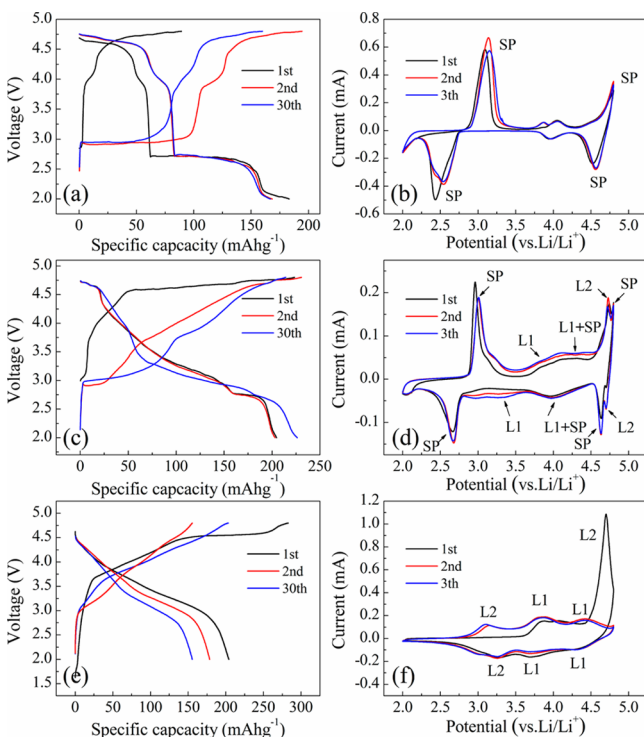 5.0
4.5
4.0
3.5
3.0
2.5
2.0
Voltage (V)
1st
2nd
30th
(a)
0 50 100 150 200
Specific capcacity (mAhg⁻¹)
0.8
0.6
0.4
0.2
0.0
-0.2
-0.4
-0.6
Current (mA)
1st
2nd
3th
SP
SP
SP
SP
(b)
2.0 2.5 3.0 3.5 4.0 4.5 5.0
Potential (vs.Li/Li⁺)
5.0
4.5
4.0
3.5
3.0
2.5
2.0
Voltage (V)
1st
2nd
30th
(c)
0 50 100 150 200 250
Specific capcacity (mAhg⁻¹)
0.3
0.2
0.1
0.0
-0.1
Current (mA)
1st
2nd
3th
SP
L1
L1+SP
L2
SP
SP
L1
L1+SP
SP
L2
(d)
2.0 2.5 3.0 3.5 4.0 4.5 5.0
Potential (vs.Li/Li⁺)
5.0
4.5
4.0
3.5
3.0
2.5
2.0
1.5
Voltage (V)
1st
2nd
30th
(e)
0 50 100 150 200 250 300
Specific capcacity (mAhg⁻¹)
1.2
1.0
0.8
0.6
0.4
0.2
0.0
-0.2
-0.4
Current (mA)
1st
2nd
3th
L2
L2
L1
L1
L2
L1
L1
(f)
2.0 2.5 3.0 3.5 4.0 4.5 5.0
Potential (vs.Li/Li⁺)